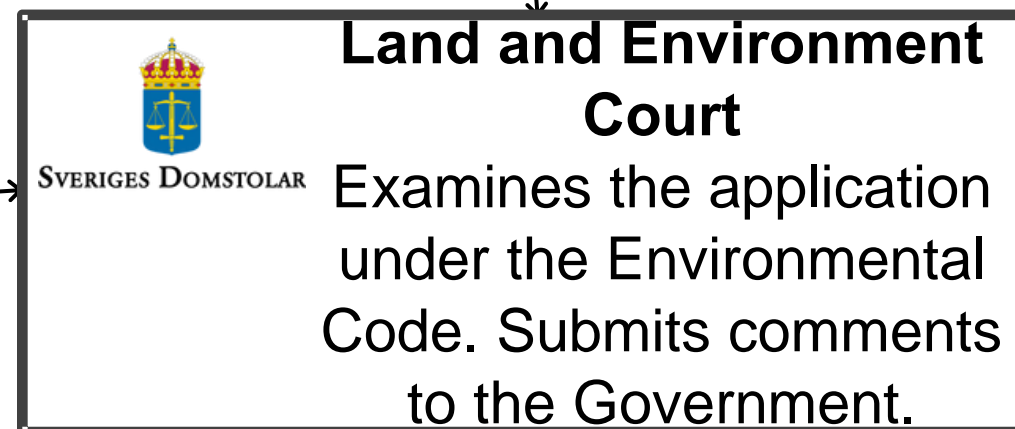 Land and Environment
Court
SVERIGES DOMSTOLAR
Examines the application
under the Environmental
Code. Submits comments
to the Government.